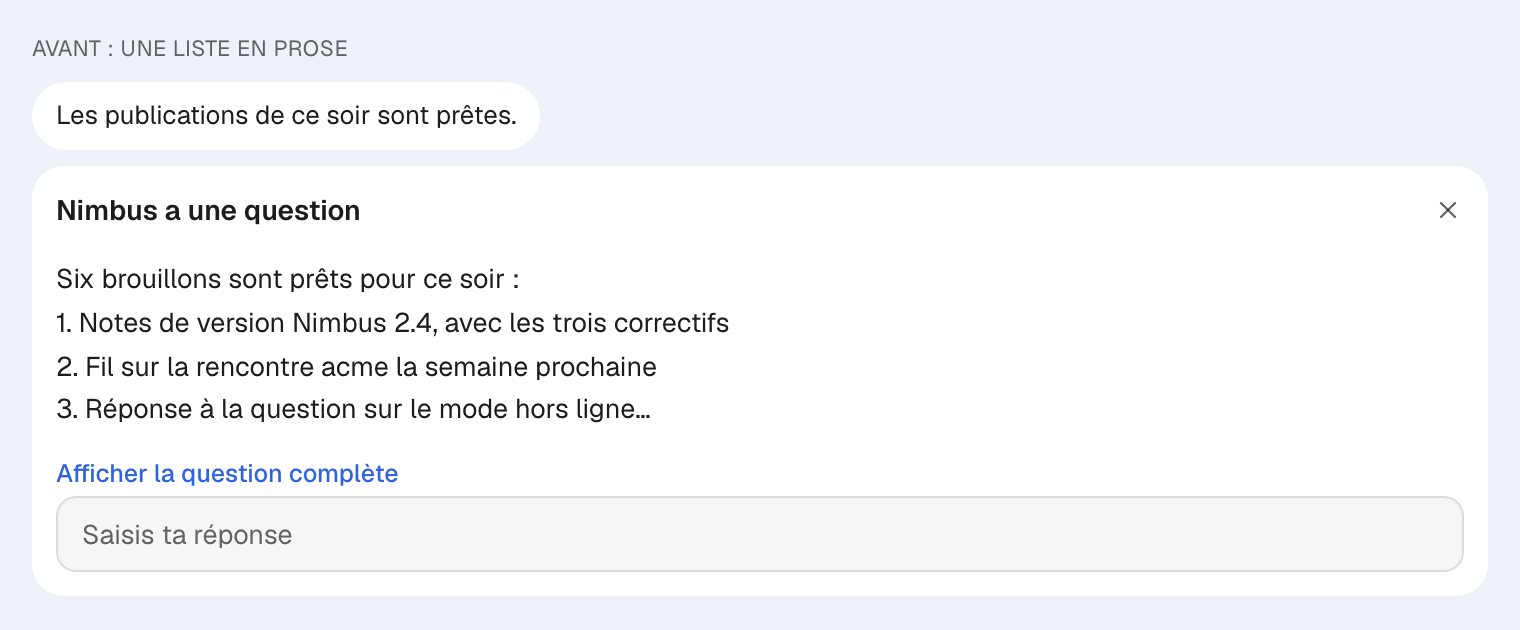 AVANT : UNE LISTE EN PROSE
Les publications de ce soir sont prêtes.
Nimbus a une question
Six brouillons sont prêts pour ce soir :
1. Notes de version Nimbus 2.4, avec les trois correctifs
2. Fil sur la rencontre acme la semaine prochaine
3. Réponse à la question sur le mode hors ligne…
Afficher la question complète
Saisis ta réponse